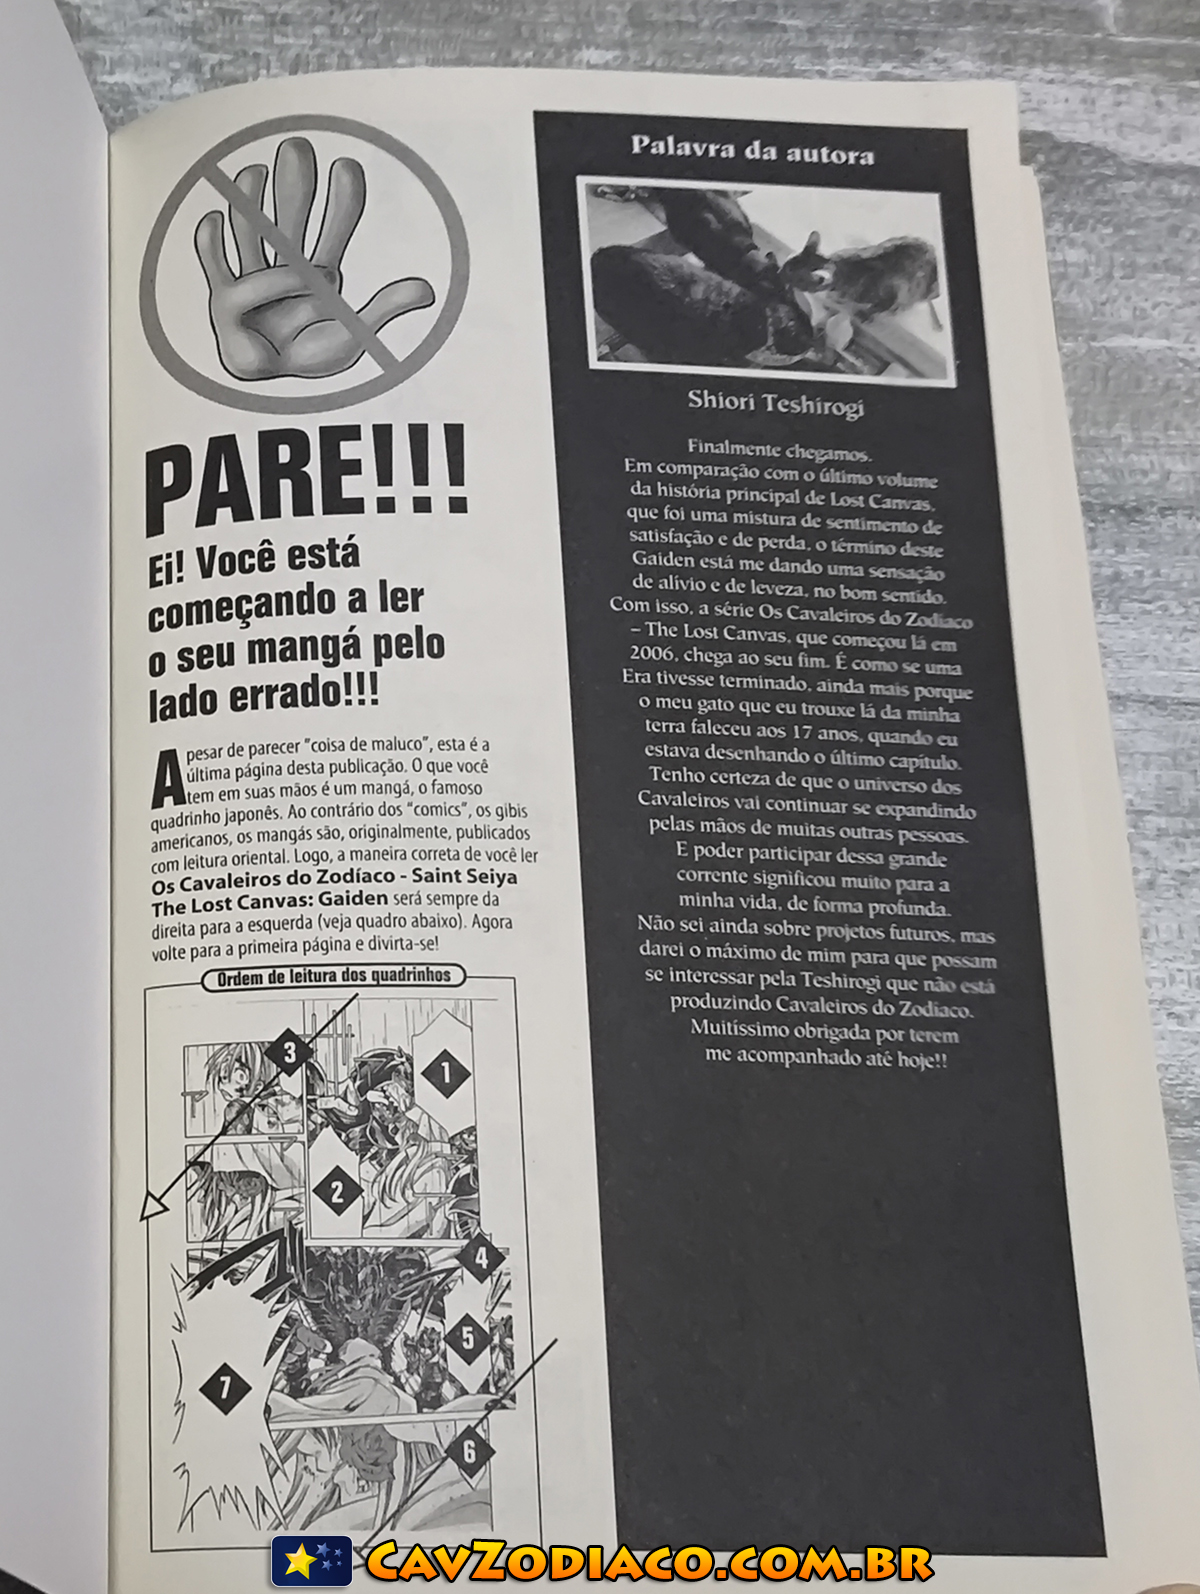 PARE!!!
Ei! Você está
começando a ler
o seu mangá pelo
lado errado!!!
Apesar de parecer "coisa de maluco", esta é a
última página desta publicação. O que você
tem em suas mãos é um mangá, o famoso
quadrinho japonês. Ao contrário dos "comics", os gibis
americanos, os mangás são, originalmente, publicados
com leitura oriental. Logo, a maneira correta de você ler
Os Cavaleiros do Zodíaco - Saint Seiya
The Lost Canvas: Gaiden será sempre da
direita para a esquerda (veja quadro abaixo). Agora
volte para a primeira página e divirta-se!
Ordem de leitura dos quadrinhos
1
2
3
4
5
6
7
Palavra da autora
Shiori Teshirogi
Finalmente chegamos.
Em comparação com o último volume
da história principal de Lost Canvas,
que foi uma mistura de sentimento de
satisfação e de perda, o término deste
Gaiden está me dando uma sensação
de alívio e de leveza, no bom sentido.
Com isso, a série Os Cavaleiros do Zodíaco
– The Lost Canvas, que começou lá em
2006, chega ao seu fim. É como se uma
Era tivesse terminado, ainda mais porque
o meu gato que eu trouxe lá da minha
terra faleceu aos 17 anos, quando eu
estava desenhando o último capítulo.
Tenho certeza de que o universo dos
Cavaleiros vai continuar se expandindo
pelas mãos de muitas outras pessoas.
E poder participar dessa grande
corrente significou muito para a
minha vida, de forma profunda.
Não sei ainda sobre projetos futuros, mas
darei o máximo de mim para que possam
se interessar pela Teshirogi que não está
produzindo Cavaleiros do Zodíaco.
Muitíssimo obrigada por terem
me acompanhado até hoje!!
CAVZODIACO.COM.BR